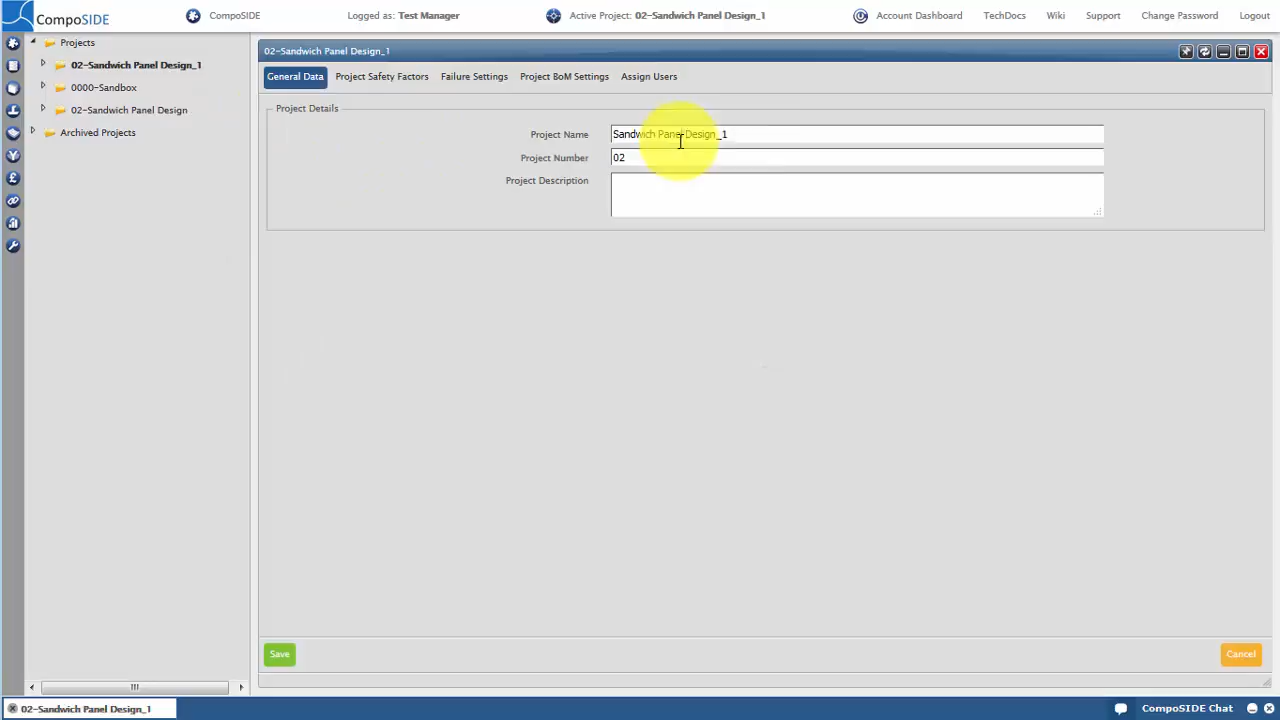 CompoSIDE CompoSIDE Logged as: Test Manager Active Project: 02-Sandwich Panel Design_1 Account Dashboard TechDocs Wiki Support Change Password Logout
Projects
02-Sandwich Panel Design_1
0000-Sandbox
02-Sandwich Panel Design
Archived Projects
02-Sandwich Panel Design_1
General Data Project Safety Factors Failure Settings Project BoM Settings Assign Users
Project Details
Project Name Sandwich Panel Design_1
Project Number 02
Project Description
Save Cancel
02-Sandwich Panel Design_1 CompoSIDE Chat